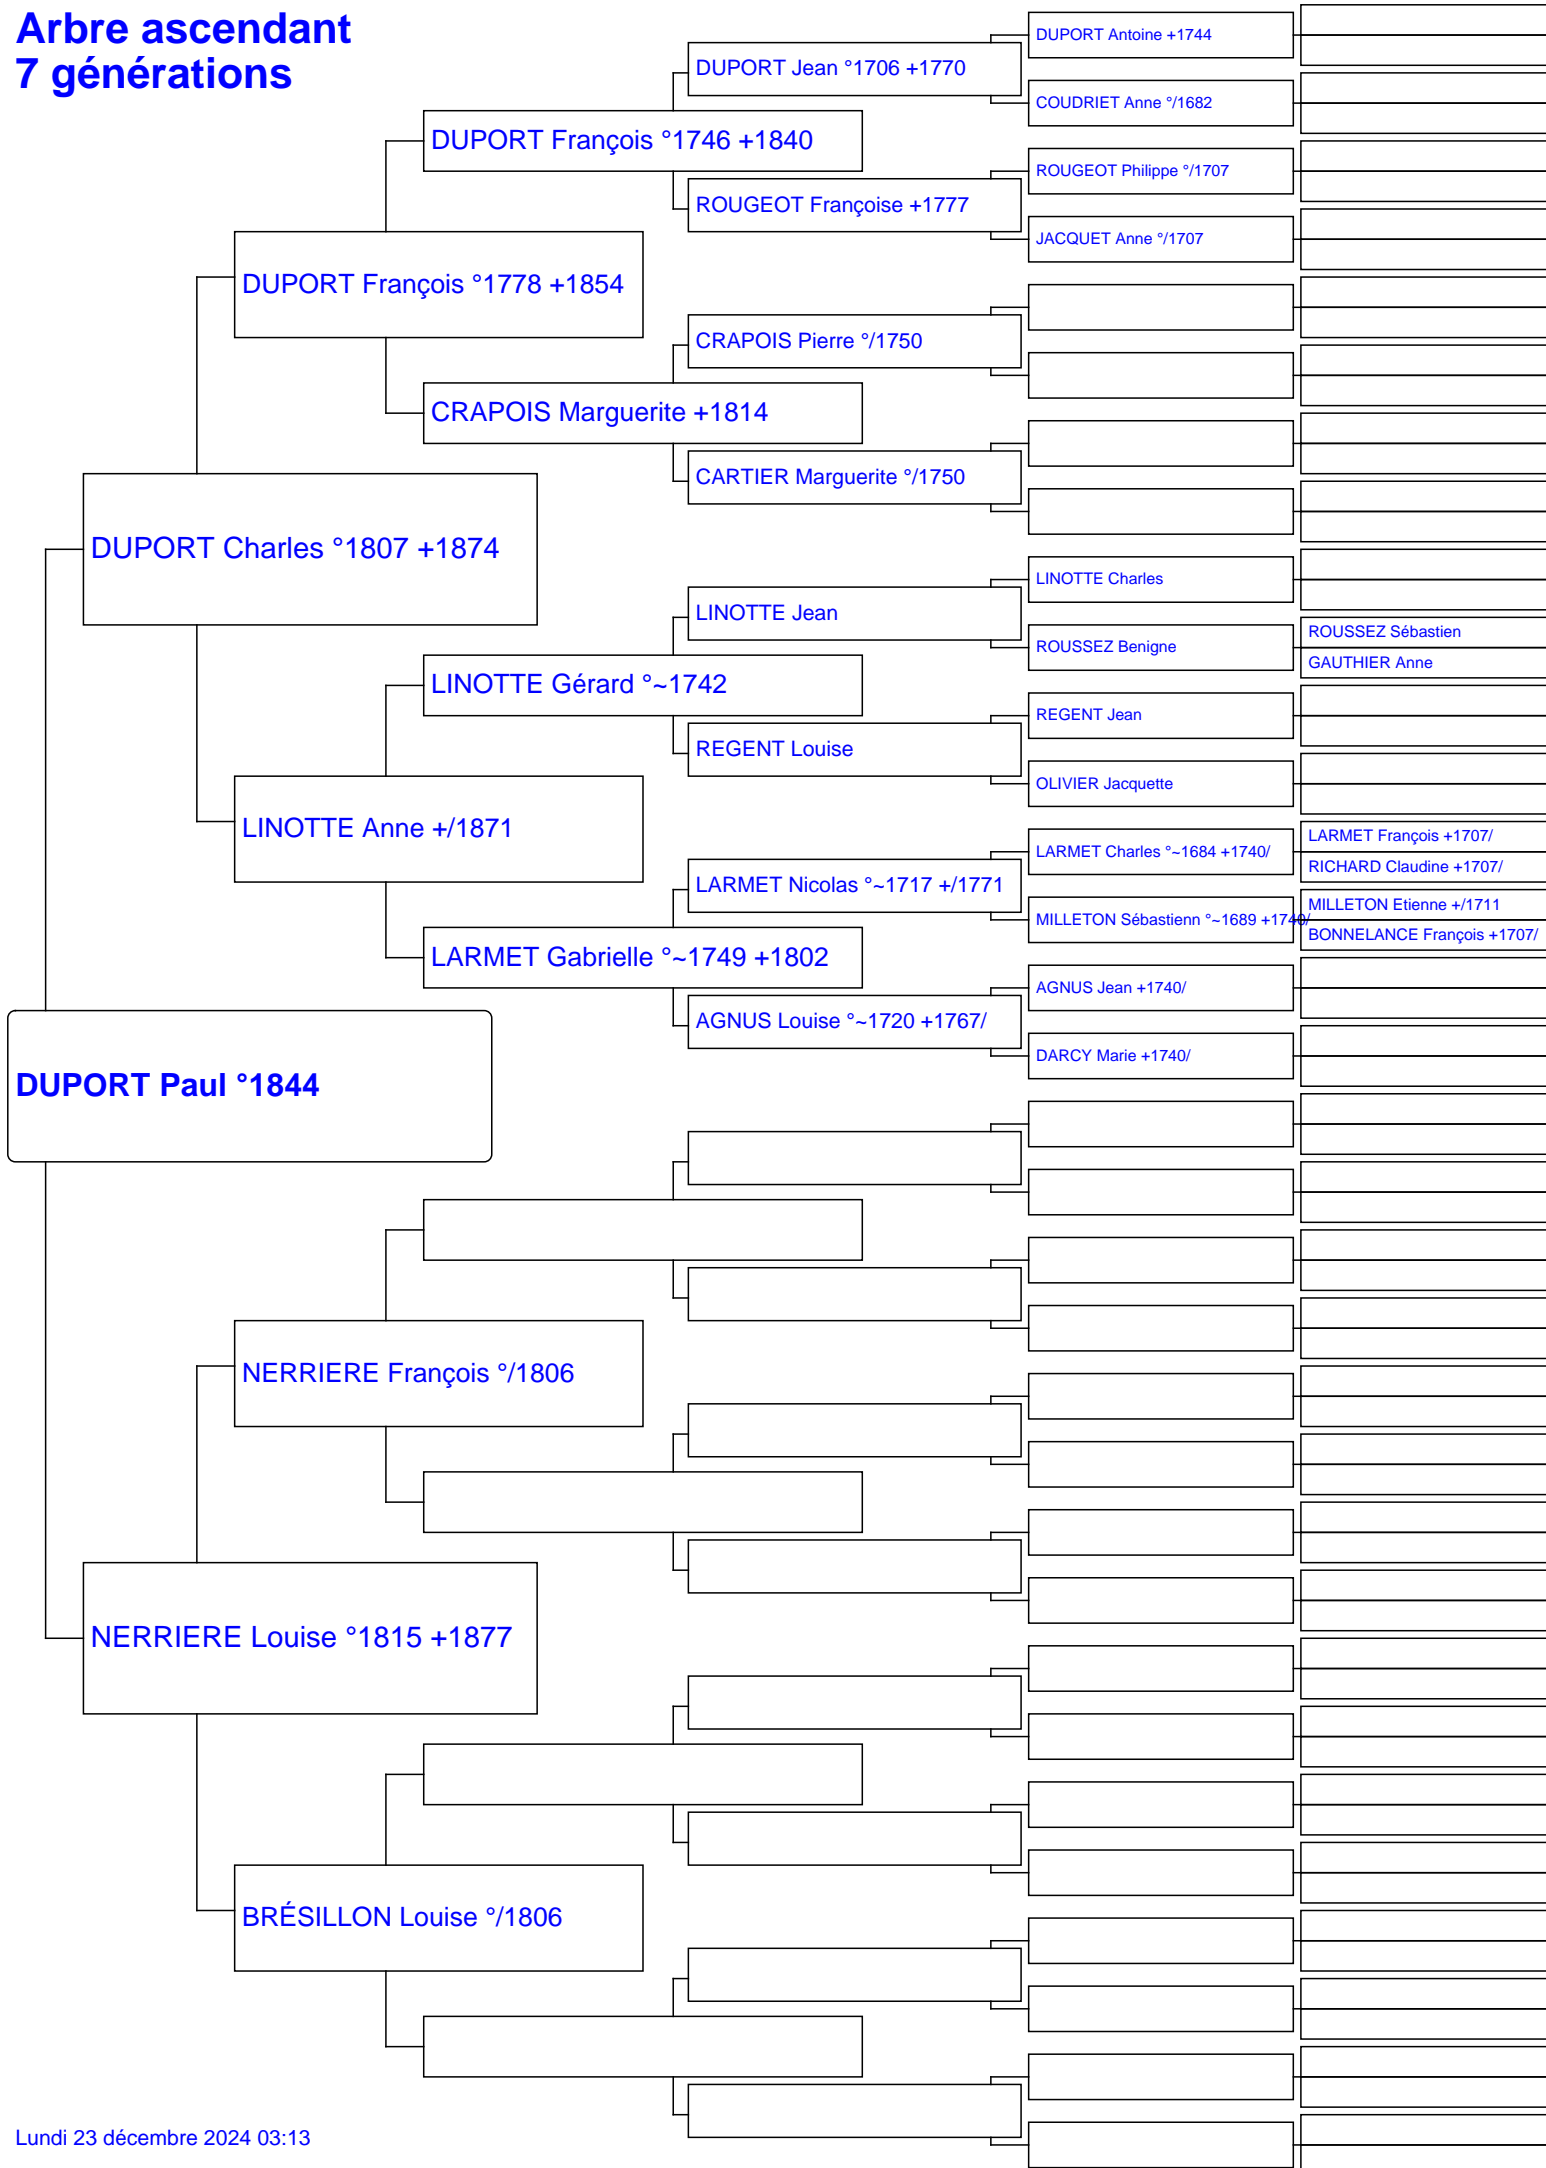 Arbre ascendant
7 générations
DUPORT Antoine +1744
DUPORT Jean °1706 +1770
COUDRIET Anne °/1682
DUPORT François °1746 +1840
ROUGEOT Philippe °/1707
ROUGEOT Françoise +1777
JACQUET Anne °/1707
DUPORT François °1778 +1854
CRAPOIS Pierre °/1750
CRAPOIS Marguerite +1814
CARTIER Marguerite °/1750
DUPORT Charles °1807 +1874
LINOTTE Charles
LINOTTE Jean
ROUSSEZ Sébastien
ROUSSEZ Benigne
GAUTHIER Anne
LINOTTE Gérard °~1742
REGENT Jean
REGENT Louise
OLIVIER Jacquette
LINOTTE Anne +/1871
LARMET François +1707/
LARMET Charles °~1684 +1740/
RICHARD Claudine +1707/
LARMET Nicolas °~1717 +/1771
MILLETON Etienne +/1711
MILLETON Sébastienn °~1689 +1740/
BONNELANCE François +1707/
LARMET Gabrielle °~1749 +1802
AGNUS Jean +1740/
AGNUS Louise °~1720 +1767/
DARCY Marie +1740/
DUPORT Paul °1844
NERRIERE François °/1806
NERRIERE Louise °1815 +1877
BRÉSILLON Louise °/1806
Lundi 23 décembre 2024 03:13